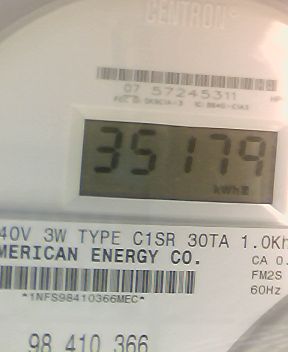 CENTRON®
07 57245311
35179
kWh
40V 3W TYPE C1SR 30TA 1.0Kh
MERICAN ENERGY CO.
CA 0.
FM2S
*1NFS98410366MEC*
60Hz
98 410 366